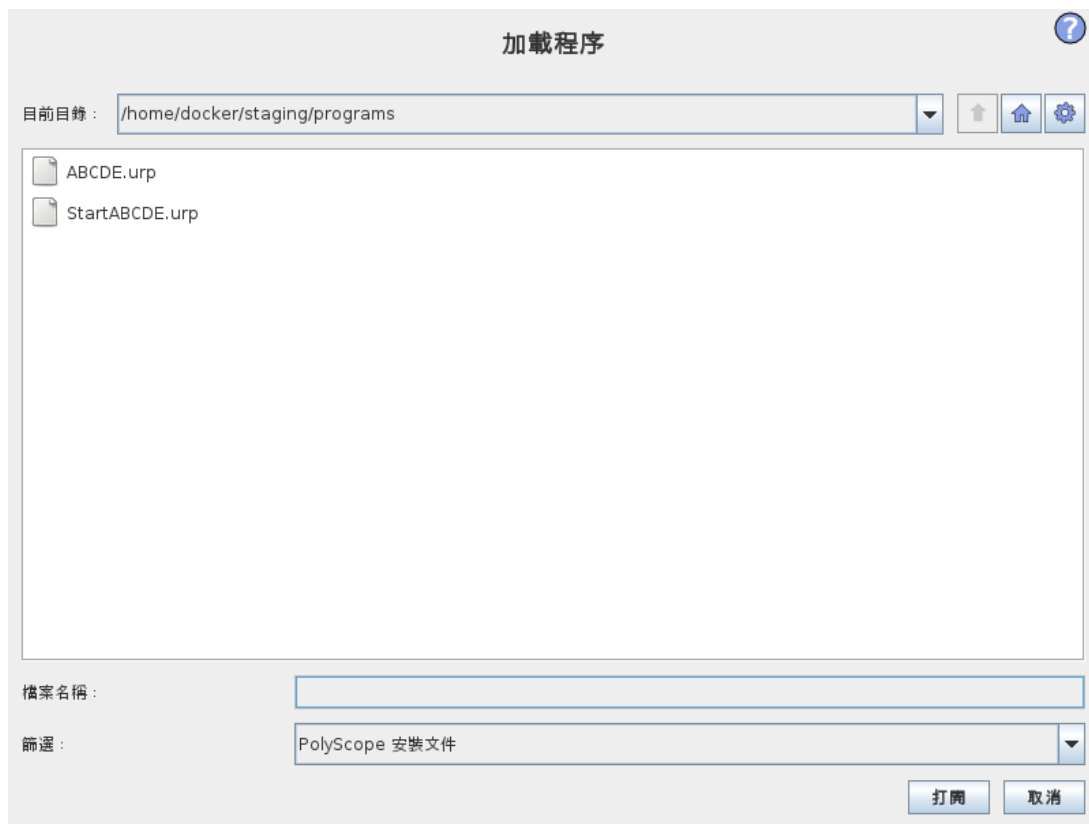 加載程序
?
目前目錄：
/home/docker/staging/programs
ABCDE.urp
StartABCDE.urp
檔案名稱：
篩選：
PolyScope 安裝文件
打開
取消